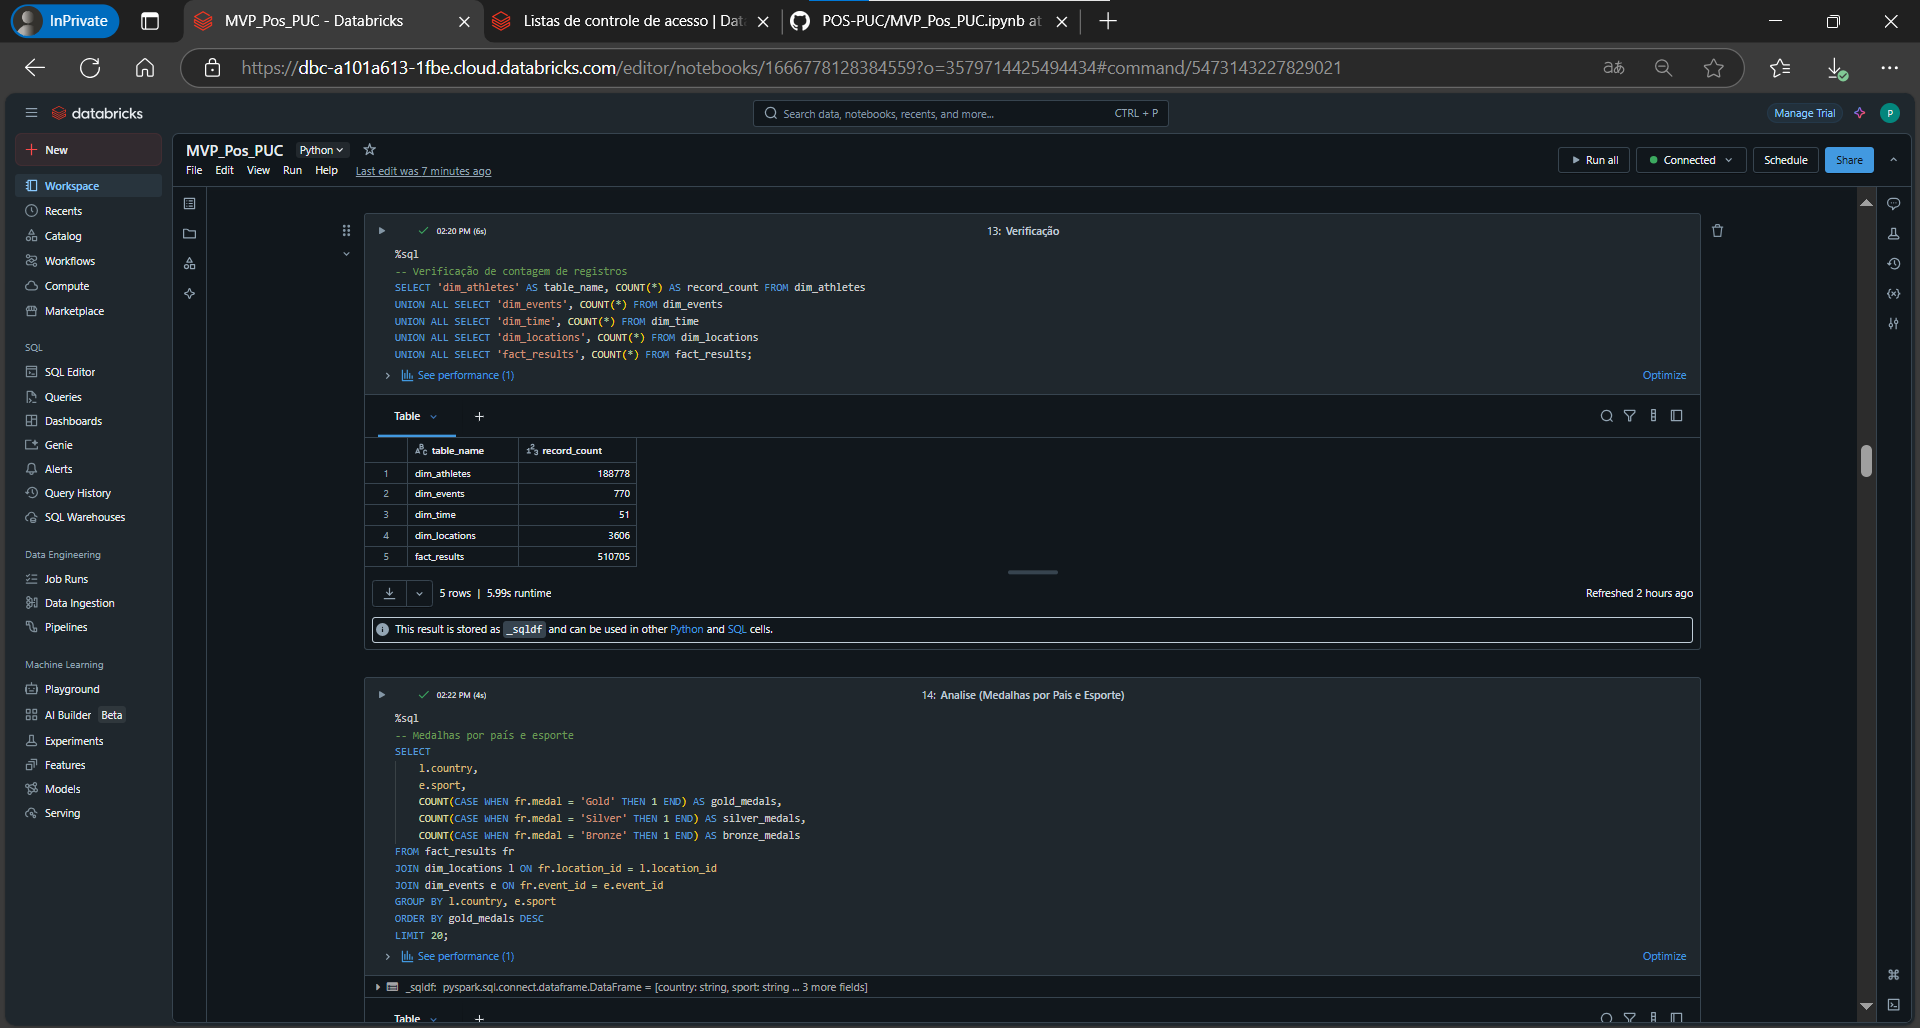 InPrivate
MVP_Pos_PUC - Databricks
Listas de controle de acesso | Dat
POS-PUC/MVP_Pos_PUC.ipynb at
https://dbc-a101a613-1fbe.cloud.databricks.com/editor/notebooks/1666778128384559?o=3579714425494434#command/5473143227829021
databricks
Search data, notebooks, recents, and more...
CTRL + P
Manage Trial
P
New
Workspace
Recents
Catalog
Workflows
Compute
Marketplace
SQL
SQL Editor
Queries
Dashboards
Genie
Alerts
Query History
SQL Warehouses
Data Engineering
Job Runs
Data Ingestion
Pipelines
Machine Learning
Playground
AI Builder Beta
Experiments
Features
Models
Serving
MVP_Pos_PUC
Python
File Edit View Run Help Last edit was 7 minutes ago
Run all
Connected
Schedule
Share
02:20 PM (6s)
13: Verificação
%sql
-- Verificação de contagem de registros
SELECT 'dim_athletes' AS table_name, COUNT(*) AS record_count FROM dim_athletes
UNION ALL SELECT 'dim_events', COUNT(*) FROM dim_events
UNION ALL SELECT 'dim_time', COUNT(*) FROM dim_time
UNION ALL SELECT 'dim_locations', COUNT(*) FROM dim_locations
UNION ALL SELECT 'fact_results', COUNT(*) FROM fact_results;
See performance (1)
Optimize
Table
table_name record_count
1 dim_athletes 188778
2 dim_events 770
3 dim_time 51
4 dim_locations 3606
5 fact_results 510705
5 rows | 5.99s runtime
Refreshed 2 hours ago
This result is stored as _sqldf and can be used in other Python and SQL cells.
02:22 PM (4s)
14: Analise (Medalhas por Pais e Esporte)
%sql
-- Medalhas por país e esporte
SELECT
l.country,
e.sport,
COUNT(CASE WHEN fr.medal = 'Gold' THEN 1 END) AS gold_medals,
COUNT(CASE WHEN fr.medal = 'Silver' THEN 1 END) AS silver_medals,
COUNT(CASE WHEN fr.medal = 'Bronze' THEN 1 END) AS bronze_medals
FROM fact_results fr
JOIN dim_locations l ON fr.location_id = l.location_id
JOIN dim_events e ON fr.event_id = e.event_id
GROUP BY l.country, e.sport
ORDER BY gold_medals DESC
LIMIT 20;
See performance (1)
Optimize
_sqldf: pyspark.sql.connect.dataframe.DataFrame = [country: string, sport: string ... 3 more fields]
Table